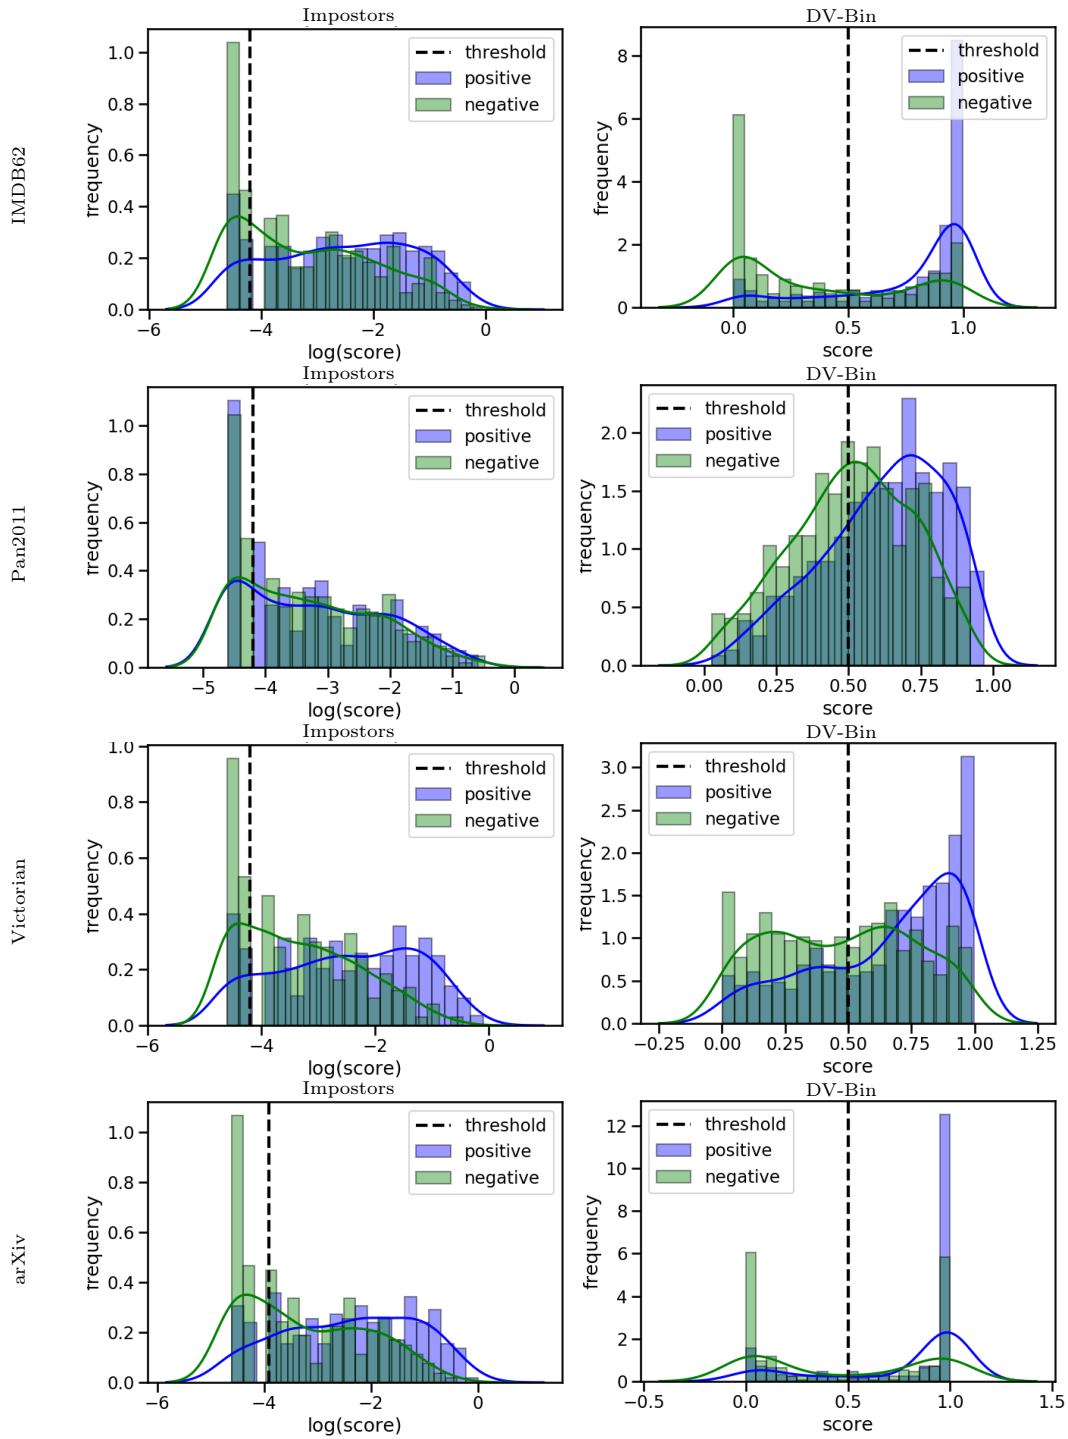 Impostors
DV-Bin
IMDB62
frequency
1.0
0.8
0.6
0.4
0.2
0.0
threshold
positive
negative
−6
−4
−2
0
log(score)
frequency
8
6
4
2
0
threshold
positive
negative
0.0
0.5
1.0
score
Impostors
DV-Bin
Pan2011
frequency
1.0
0.8
0.6
0.4
0.2
0.0
threshold
positive
negative
−5
−4
−3
−2
−1
0
log(score)
frequency
2.0
1.5
1.0
0.5
0.0
threshold
positive
negative
0.00
0.25
0.50
0.75
1.00
score
Impostors
DV-Bin
Victorian
frequency
1.0
0.8
0.6
0.4
0.2
0.0
threshold
positive
negative
−6
−4
−2
0
log(score)
frequency
3.0
2.5
2.0
1.5
1.0
0.5
0.0
threshold
positive
negative
−0.25
0.00
0.25
0.50
0.75
1.00
1.25
score
Impostors
DV-Bin
arXiv
frequency
1.0
0.8
0.6
0.4
0.2
0.0
threshold
positive
negative
−6
−4
−2
0
log(score)
frequency
12
10
8
6
4
2
0
threshold
positive
negative
−0.5
0.0
0.5
1.0
1.5
score